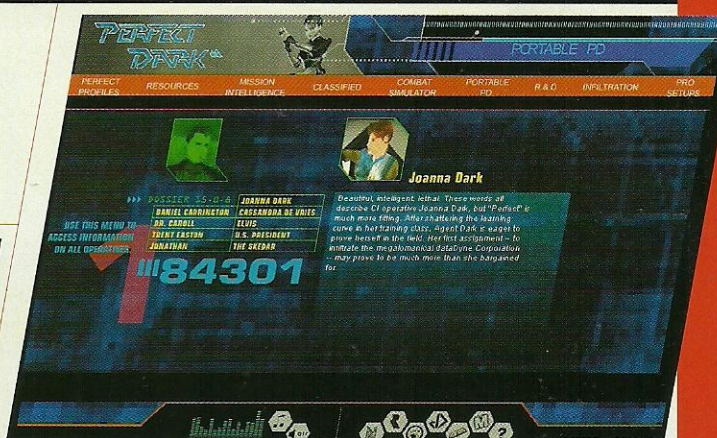 PERFECT
DARK
PORTABLE PD
PERFECT PROFILES
RESOURCES
MISSION INTELLIGENCE
CLASSIFIED
COMBAT SIMULATOR
PORTABLE PD
R & D
INFILTRATION
PRO SETUPS
Joanna Dark
DOSSIER 15-0-6
JOANNA DARK
DANIEL CARRINGTON
CASSANDRA DE VRIES
DR. CAROLL
ELVIS
TRENT EASTON
U.S. PRESIDENT
JONATHAN
THE SKEDAR
USE THIS MENU TO
ACCESS INFORMATION
ON ALL OPERATIVES
84301
Beautiful, intelligent, lethal. These words all
describe CI operative Joanna Dark, but "Perfect" is
much more fitting. After shattering the learning
curve in her training class, Agent Dark is eager to
prove herself in the field. Her first assignment -- to
infiltrate the megalomanical dataDyne Corporation
-- may prove to be much more than she bargained
for